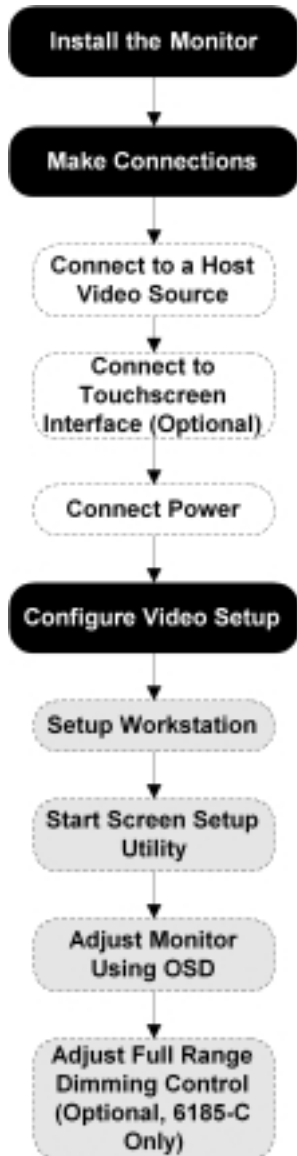 Install the Monitor
Make Connections
Connect to a Host
Video Source
Connect to
Touchscreen
Interface (Optional)
Connect Power
Configure Video Setup
Setup Workstation
Start Screen Setup
Utility
Adjust Monitor
Using OSD
Adjust Full Range
Dimming Control
(Optional, 6185-C
Only)